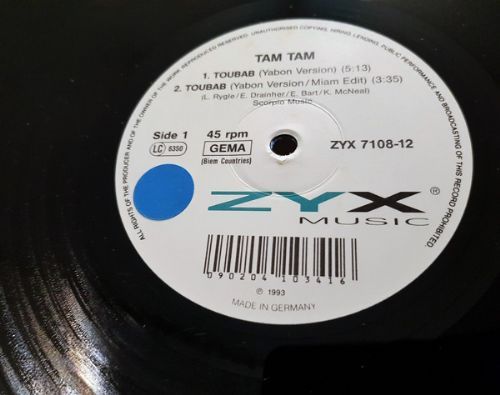 ALL RIGHTS OF THE PRODUCER AND OF THE OWNER OF THE WORK REPRODUCED RESERVED. UNAUTHORISED COPYING, HIRING, LENDING, PUBLIC PERFORMANCE AND BROADCASTING OF THIS RECORD PROHIBITED.
TAM TAM
1. TOUBAB (Yabon Version) (5:13)
2. TOUBAB (Yabon Version/Miam Edit) (3:35)
(L. Rygle/E. Drainher/E. Bart/K. McNeal)
Scorpio Music
Side 1 45 rpm
LC 6350 GEMA ZYX 7108-12
(Biem Countries)
ZYX®
MUSIC
090204 103416
℗ 1993
MADE IN GERMANY